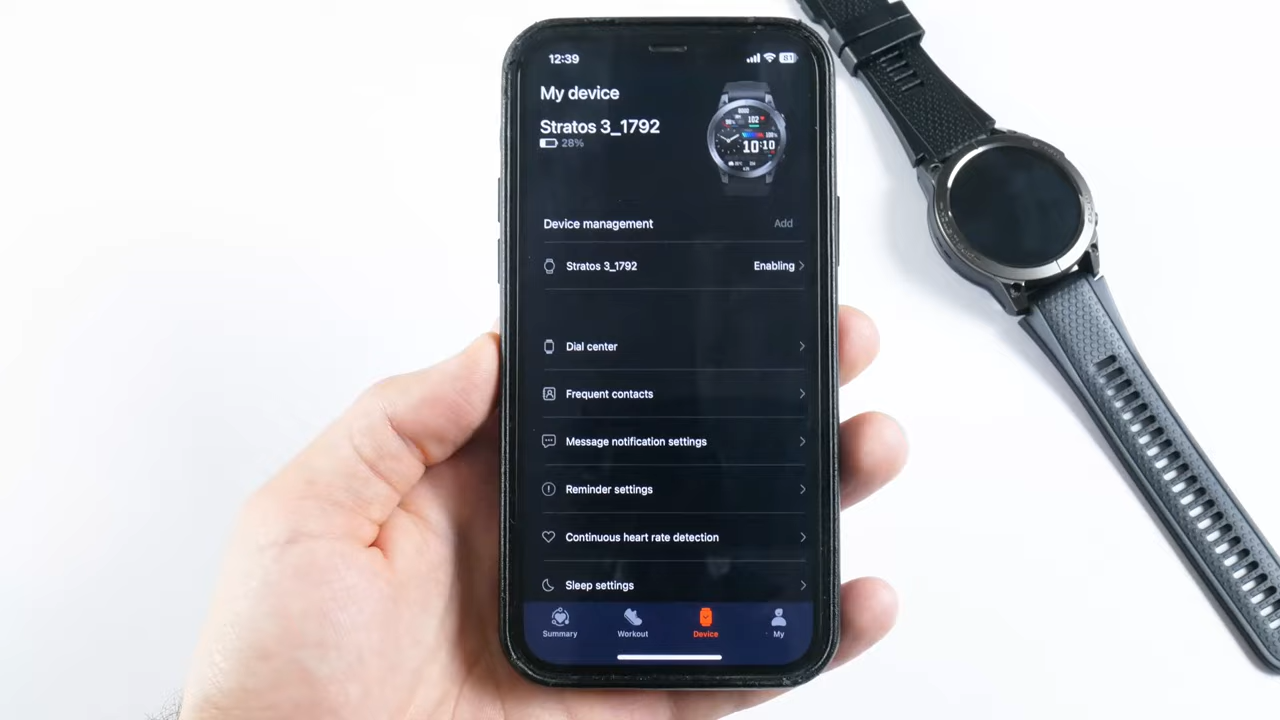 12:39
81
My device
Stratos 3_1792
28%
10:10
Device management
Add
Stratos 3_1792
Enabling
Dial center
Frequent contacts
Message notification settings
Reminder settings
Continuous heart rate detection
Sleep settings
Summary
Workout
Device
My